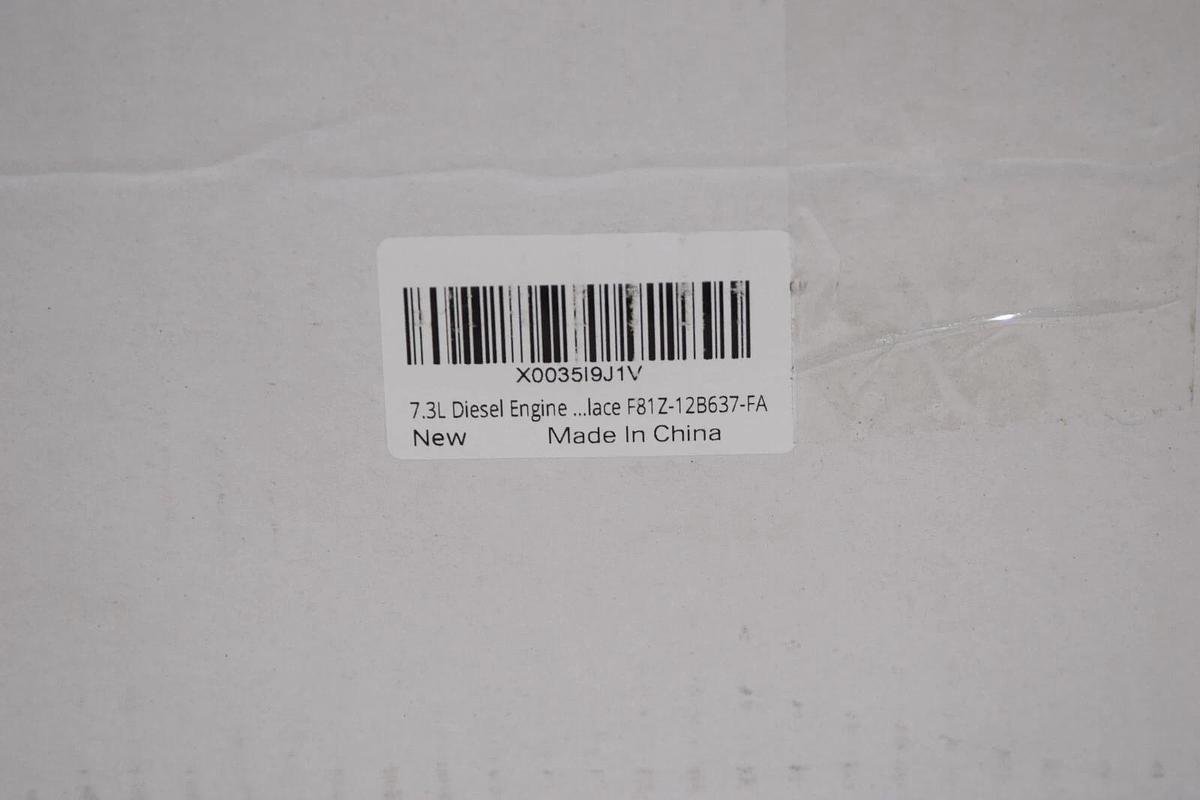 X0035I9J1V
7.3L Diesel Engine ...lace F81Z-12B637-FA
New Made In China